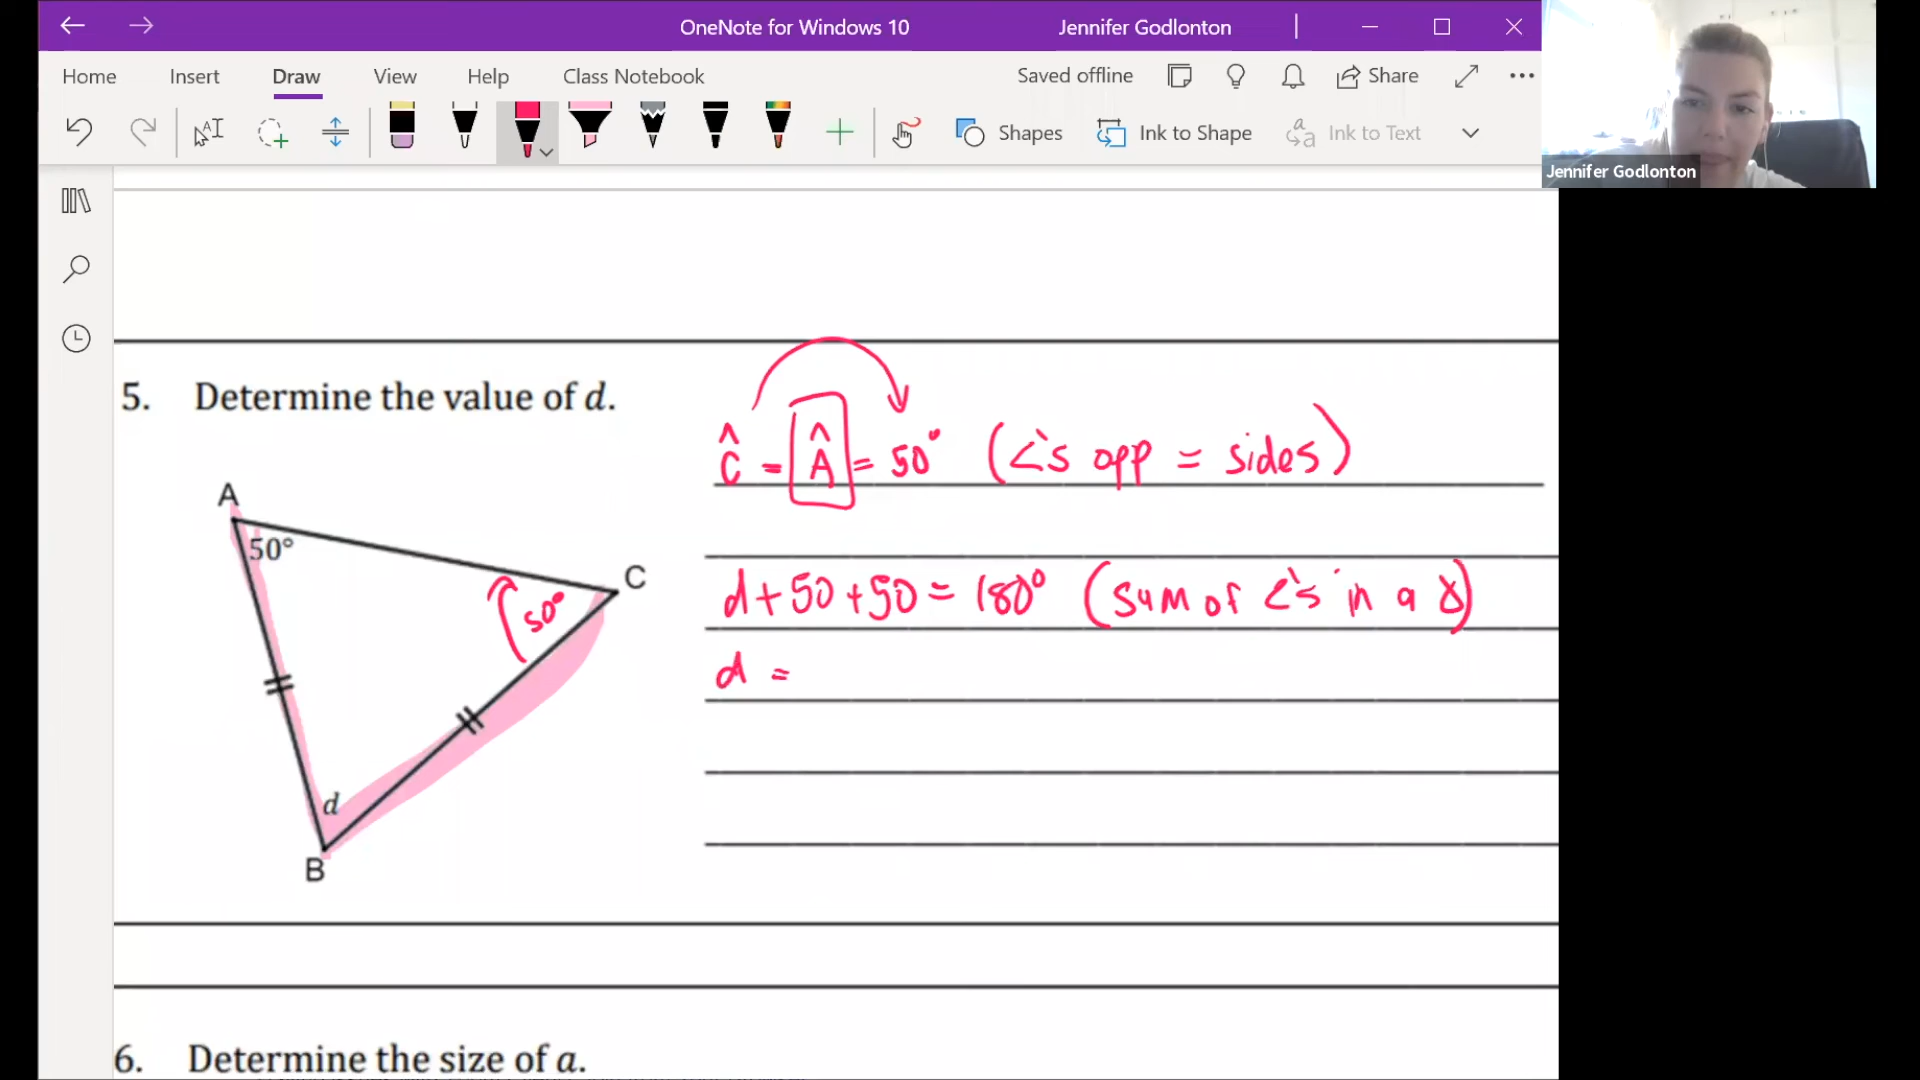 OneNote for Windows 10 Jennifer Godlonton
Home Insert Draw View Help Class Notebook Saved offline Share
Shapes Ink to Shape Ink to Text
Jennifer Godlonton
5. Determine the value of d.
Ĉ = Â = 50° (<'s opp = sides)
A
50°
C
50°
d
B
d + 50 + 50 = 180° (sum of <'s in a Δ)
d =
6. Determine the size of a.